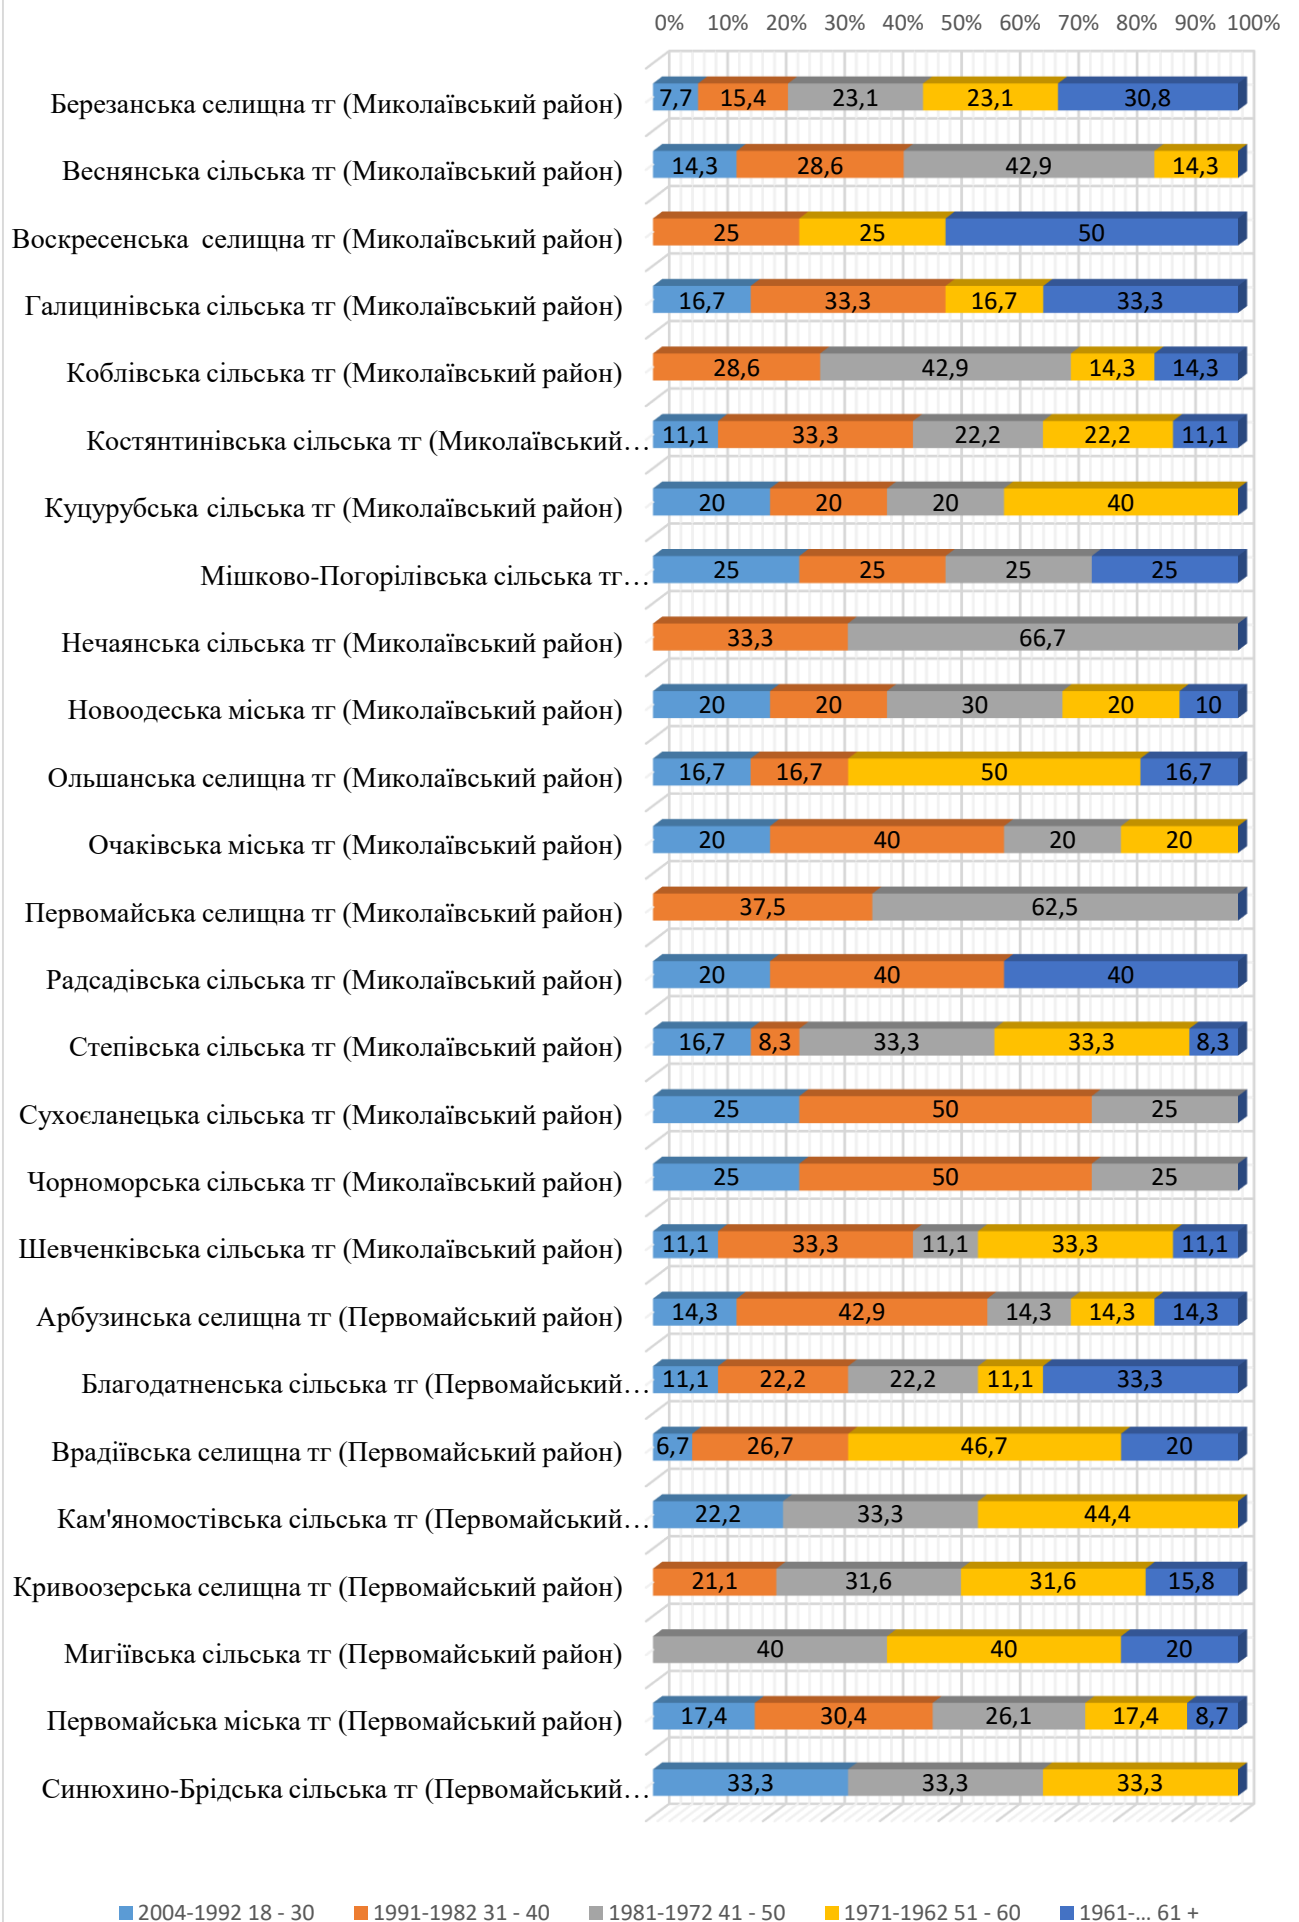 0% 10% 20% 30% 40% 50% 60% 70% 80% 90% 100%
Березанська селищна тг (Миколаївський район) 7,7 15,4 23,1 23,1 30,8
Веснянська сільська тг (Миколаївський район) 14,3 28,6 42,9 14,3
Воскресенська селищна тг (Миколаївський район) 25 25 50
Галицинівська сільська тг (Миколаївський район) 16,7 33,3 16,7 33,3
Коблівська сільська тг (Миколаївський район) 28,6 42,9 14,3 14,3
Костянтинівська сільська тг (Миколаївський… 11,1 33,3 22,2 22,2 11,1
Куцурубська сільська тг (Миколаївський район) 20 20 20 40
Мішково-Погорілівська сільська тг… 25 25 25 25
Нечаянська сільська тг (Миколаївський район) 33,3 66,7
Новоодеська міська тг (Миколаївський район) 20 20 30 20 10
Ольшанська селищна тг (Миколаївський район) 16,7 16,7 50 16,7
Очаківська міська тг (Миколаївський район) 20 40 20 20
Первомайська селищна тг (Миколаївський район) 37,5 62,5
Радсадівська сільська тг (Миколаївський район) 20 40 40
Степівська сільська тг (Миколаївський район) 16,7 8,3 33,3 33,3 8,3
Сухоєланецька сільська тг (Миколаївський район) 25 50 25
Чорноморська сільська тг (Миколаївський район) 25 50 25
Шевченківська сільська тг (Миколаївський район) 11,1 33,3 11,1 33,3 11,1
Арбузинська селищна тг (Первомайський район) 14,3 42,9 14,3 14,3 14,3
Благодатненська сільська тг (Первомайський… 11,1 22,2 22,2 11,1 33,3
Врадіївська селищна тг (Первомайський район) 6,7 26,7 46,7 20
Кам'яномостівська сільська тг (Первомайський… 22,2 33,3 44,4
Кривоозерська селищна тг (Первомайський район) 21,1 31,6 31,6 15,8
Мигіївська сільська тг (Первомайський район) 40 40 20
Первомайська міська тг (Первомайський район) 17,4 30,4 26,1 17,4 8,7
Синюхино-Брідська сільська тг (Первомайський… 33,3 33,3 33,3
2004-1992 18 - 30 1991-1982 31 - 40 1981-1972 41 - 50 1971-1962 51 - 60 1961-... 61 +